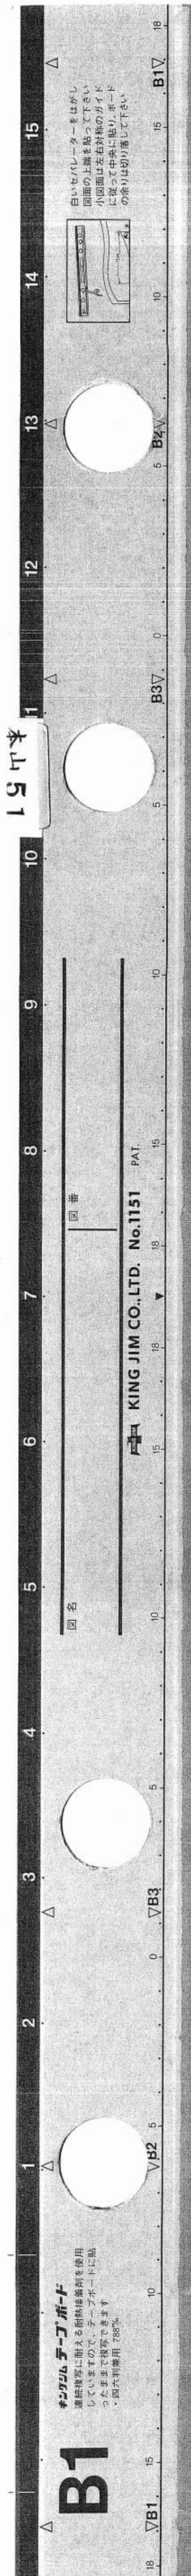 B1
キングジム テープボード
連続複写に耐える耐熱接着剤を使用
していますので、テープボードに貼
ったままで複写できます
・四六判兼用 788%
図 名
図 番
KING JIM CO.,LTD. No.1151 PAT.
白いセパレーターをはがし
図面の上端を貼って下さい
小図面は左右対称のガイド
に従って中央に貼り、ボード
の余りは切り落して下さい
1 2 3 4 5 6 7 8 9 10 11 12 13 14 15
本山 51
18 ▽B1 15 10 ▽B2 5 0 ▽B3 5 10 15 18 ▼ 18 15 10 5 B3▽ 0 5 B2▽ 10 15 B1▽ 18